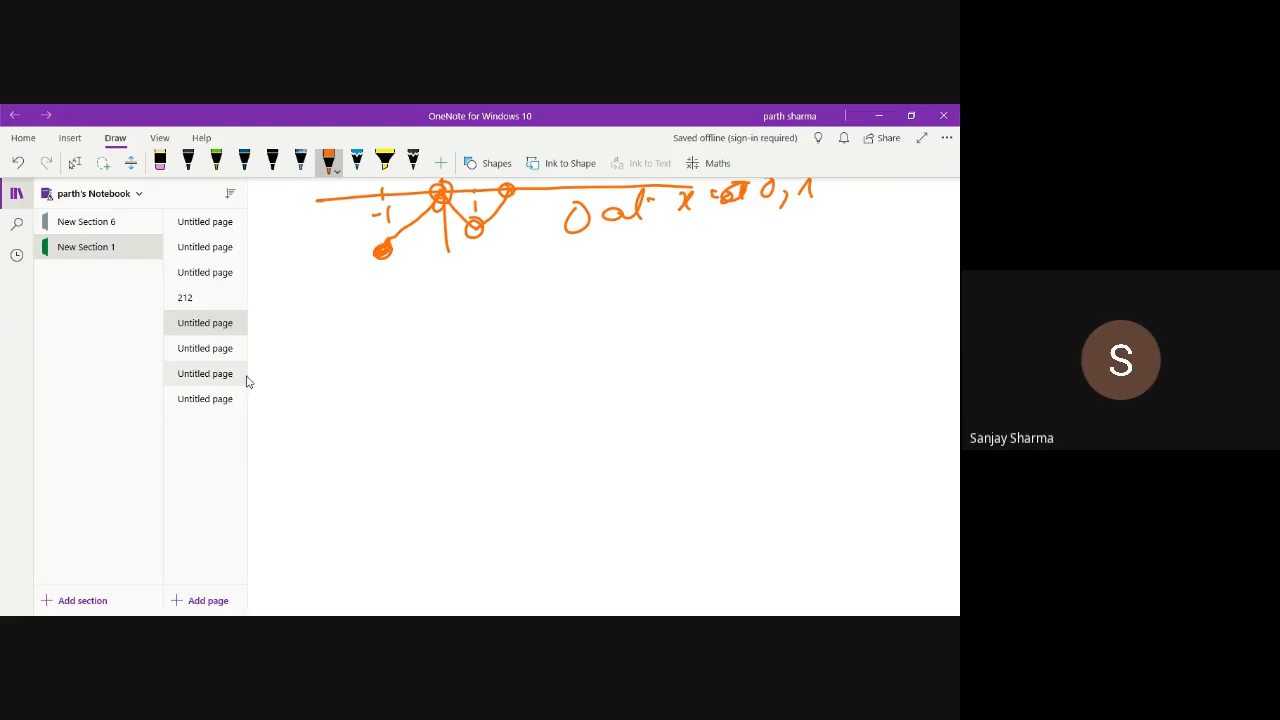 OneNote for Windows 10
parth sharma
Home Insert Draw View Help
Saved offline (sign-in required)
Share
Shapes
Ink to Shape
Ink to Text
Maths
parth's Notebook
New Section 6
New Section 1
Untitled page
Untitled page
Untitled page
212
Untitled page
Untitled page
Untitled page
Untitled page
Add section
Add page
-1
1
0 at x = 0, 1
S
Sanjay Sharma